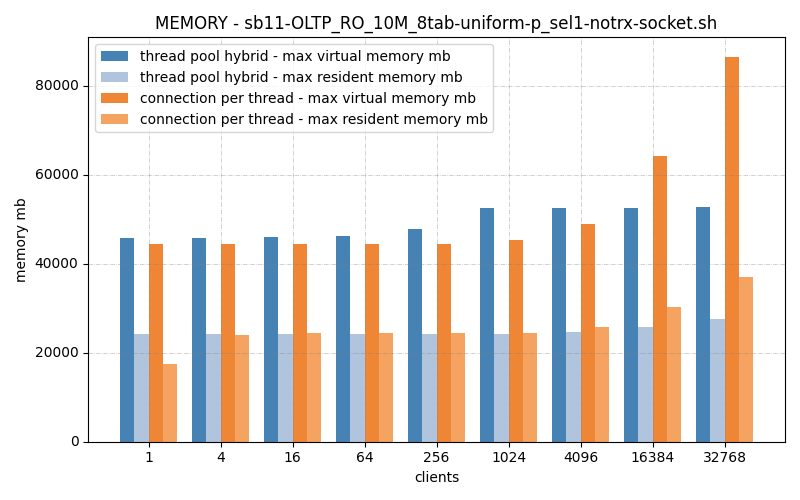 MEMORY - sb11-OLTP_RO_10M_8tab-uniform-p_sel1-notrx-socket.sh
thread pool hybrid - max virtual memory mb
thread pool hybrid - max resident memory mb
connection per thread - max virtual memory mb
connection per thread - max resident memory mb
memory mb
80000
60000
40000
20000
0
1 4 16 64 256 1024 4096 16384 32768
clients